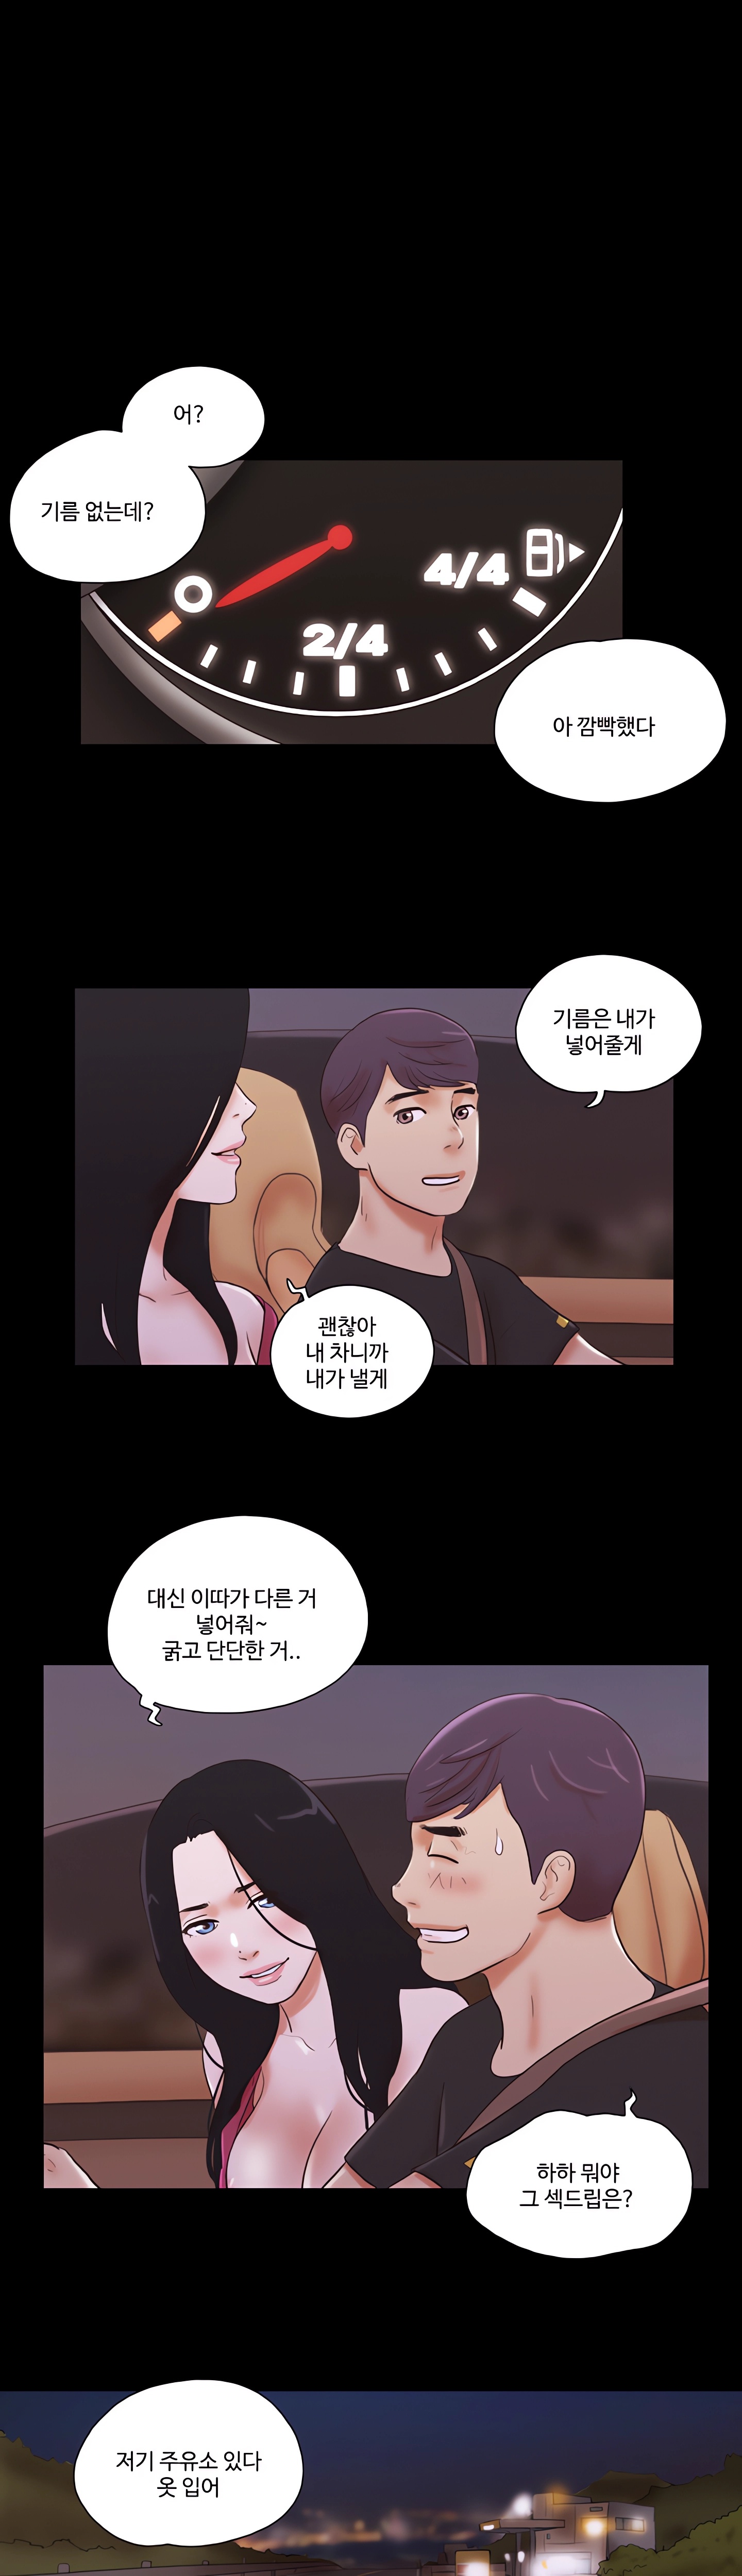 어?
기름 없는데?
4/4
2/4
아 깜빡했다
기름은 내가
넣어줄게
괜찮아
내 차니까
내가 낼게
대신 이따가 다른 거
넣어줘~
굵고 단단한 거..
하하 뭐야
그 섹드립은?
저기 주유소 있다
옷 입어